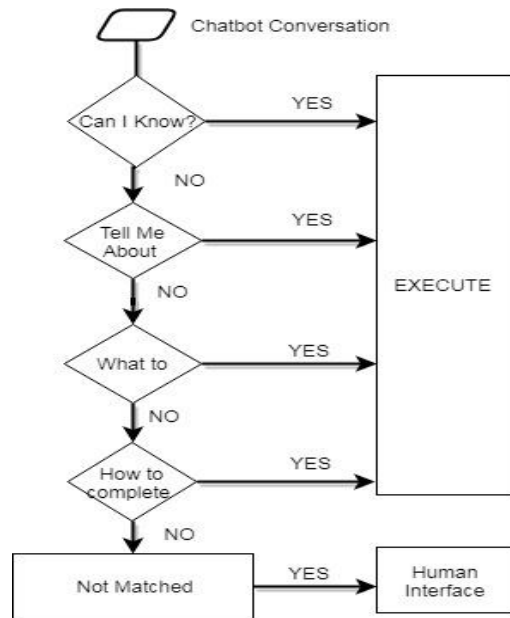 Chatbot Conversation
YES
Can I Know?
NO
YES
Tell Me
About
EXECUTE
NO
YES
What to
NO
YES
How to
complete
NO
Not Matched
YES
Human
Interface